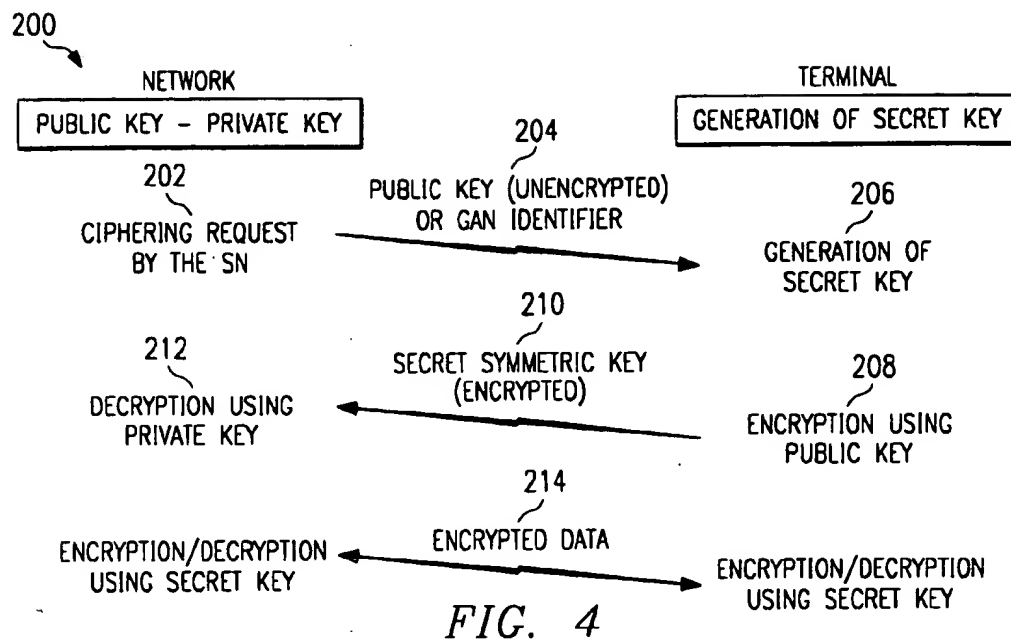 200
NETWORK
PUBLIC KEY - PRIVATE KEY
TERMINAL
GENERATION OF SECRET KEY
202
CIPHERING REQUEST
BY THE SN
204
PUBLIC KEY (UNENCRYPTED)
OR GAN IDENTIFIER
206
GENERATION OF
SECRET KEY
212
DECRYPTION USING
PRIVATE KEY
210
SECRET SYMMETRIC KEY
(ENCRYPTED)
208
ENCRYPTION USING
PUBLIC KEY
ENCRYPTION/DECRYPTION
USING SECRET KEY
214
ENCRYPTED DATA
ENCRYPTION/DECRYPTION
USING SECRET KEY
FIG. 4